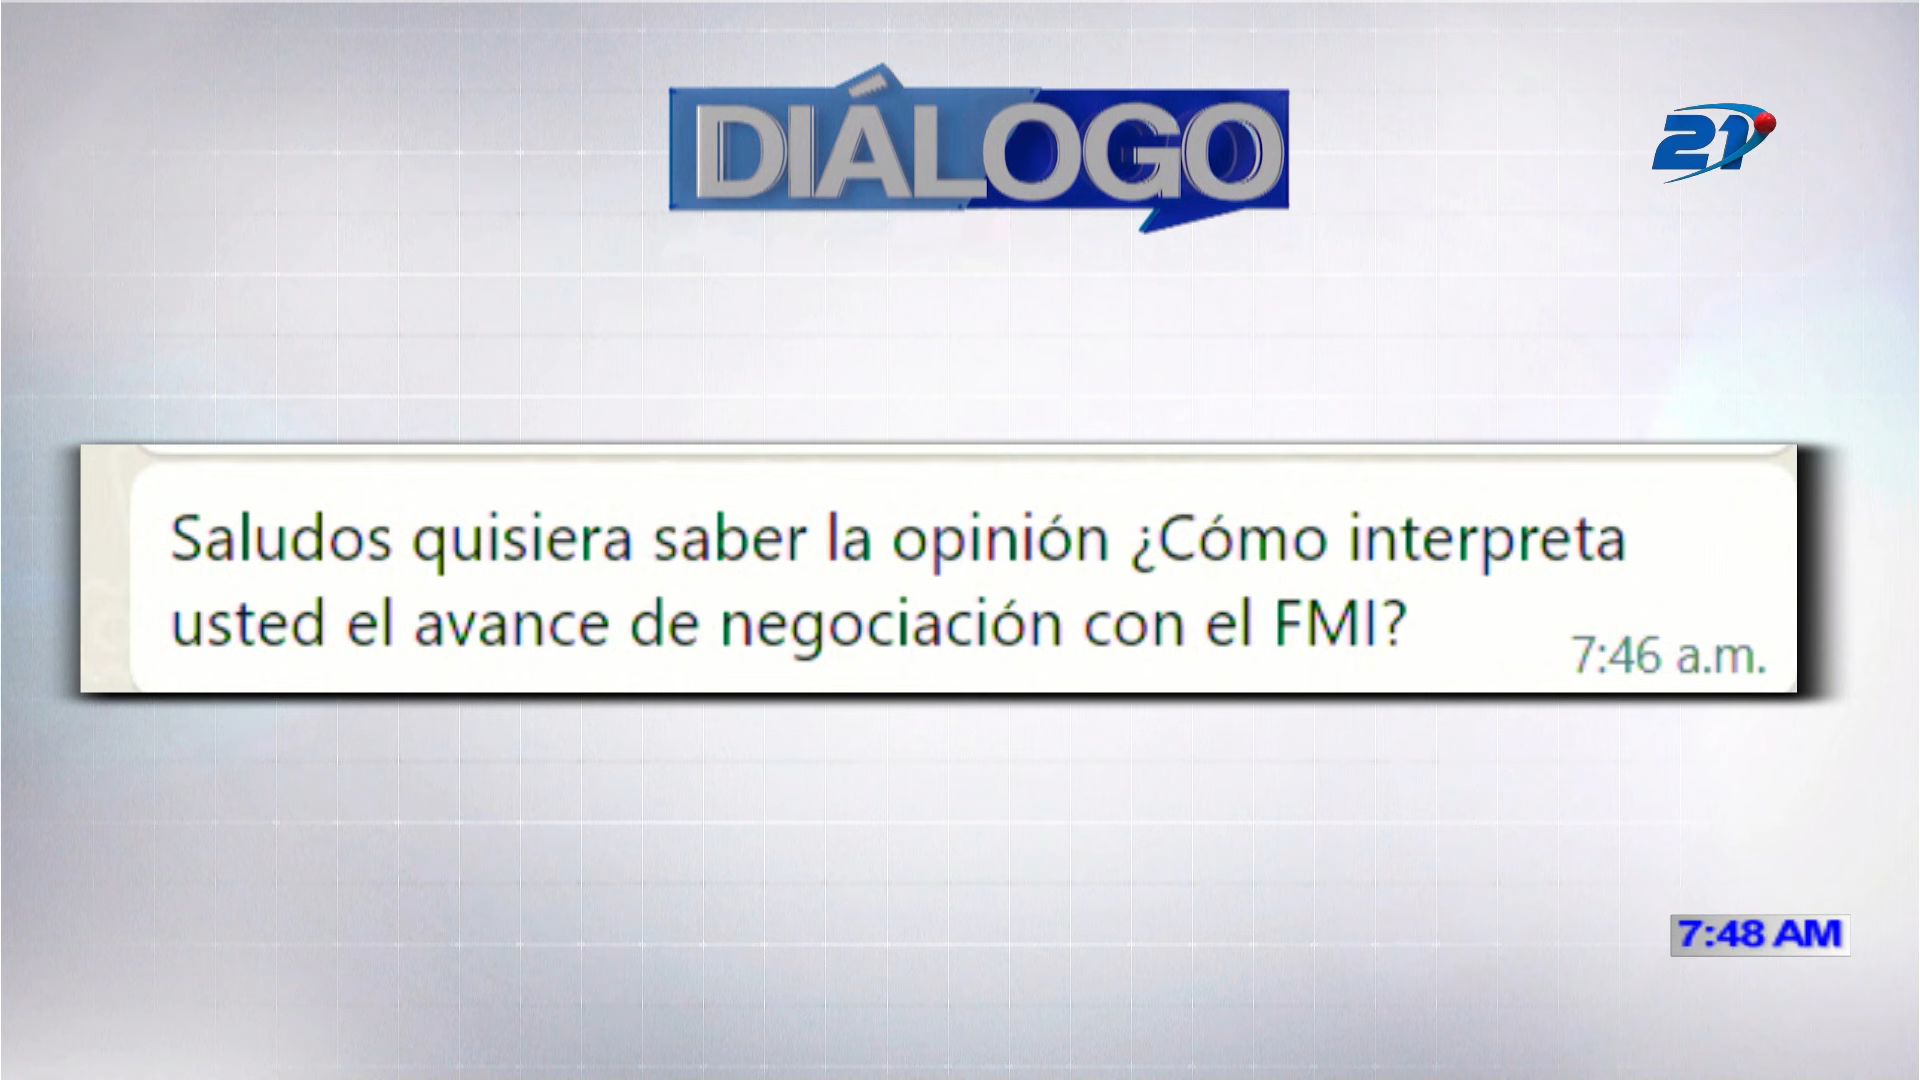 DIÁLOGO
21
Saludos quisiera saber la opinión ¿Cómo interpreta
usted el avance de negociación con el FMI?
7:46 a.m.
7:48 AM